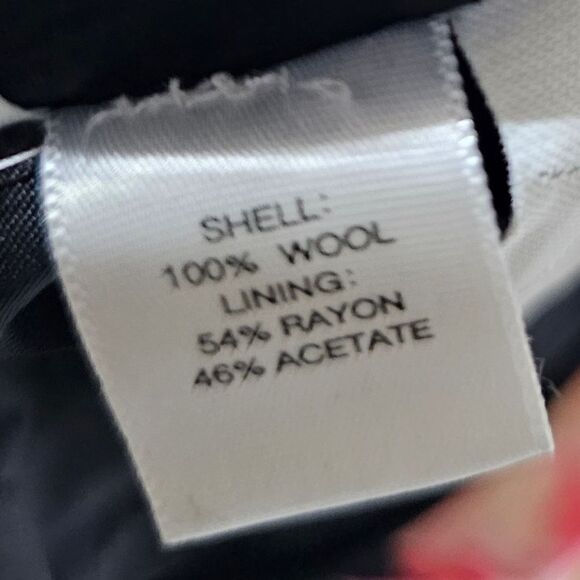 SHELL:
100% WOOL
LINING:
54% RAYON
46% ACETATE